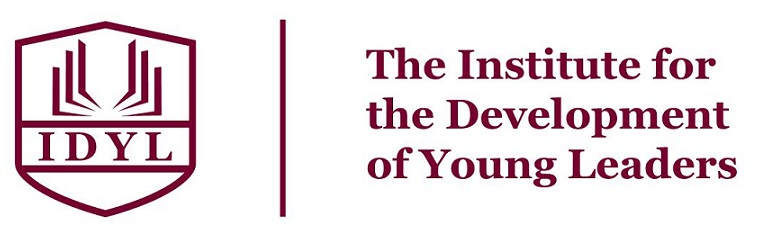 IDYL
The Institute for
the Development
of Young Leaders